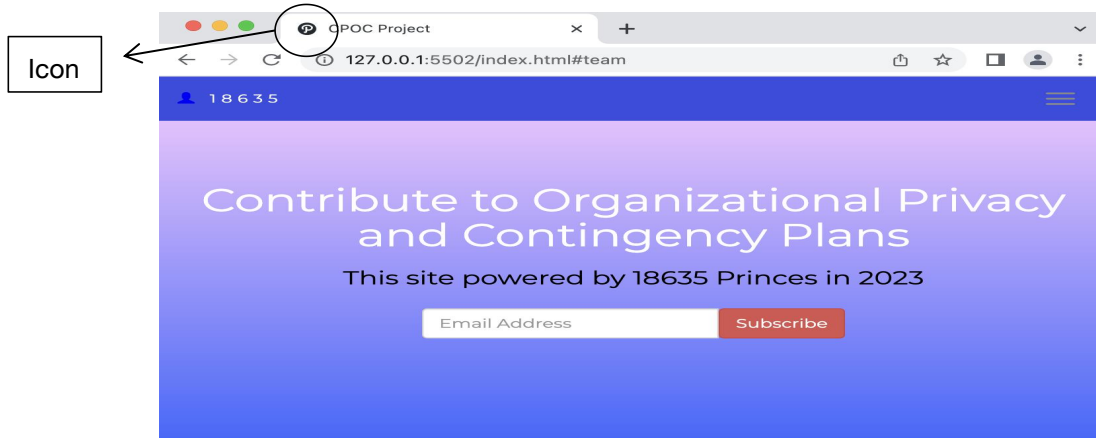 Icon
OPOC Project
127.0.0.1:5502/index.html#team
18635
Contribute to Organizational Privacy
and Contingency Plans
This site powered by 18635 Princes in 2023
Email Address
Subscribe